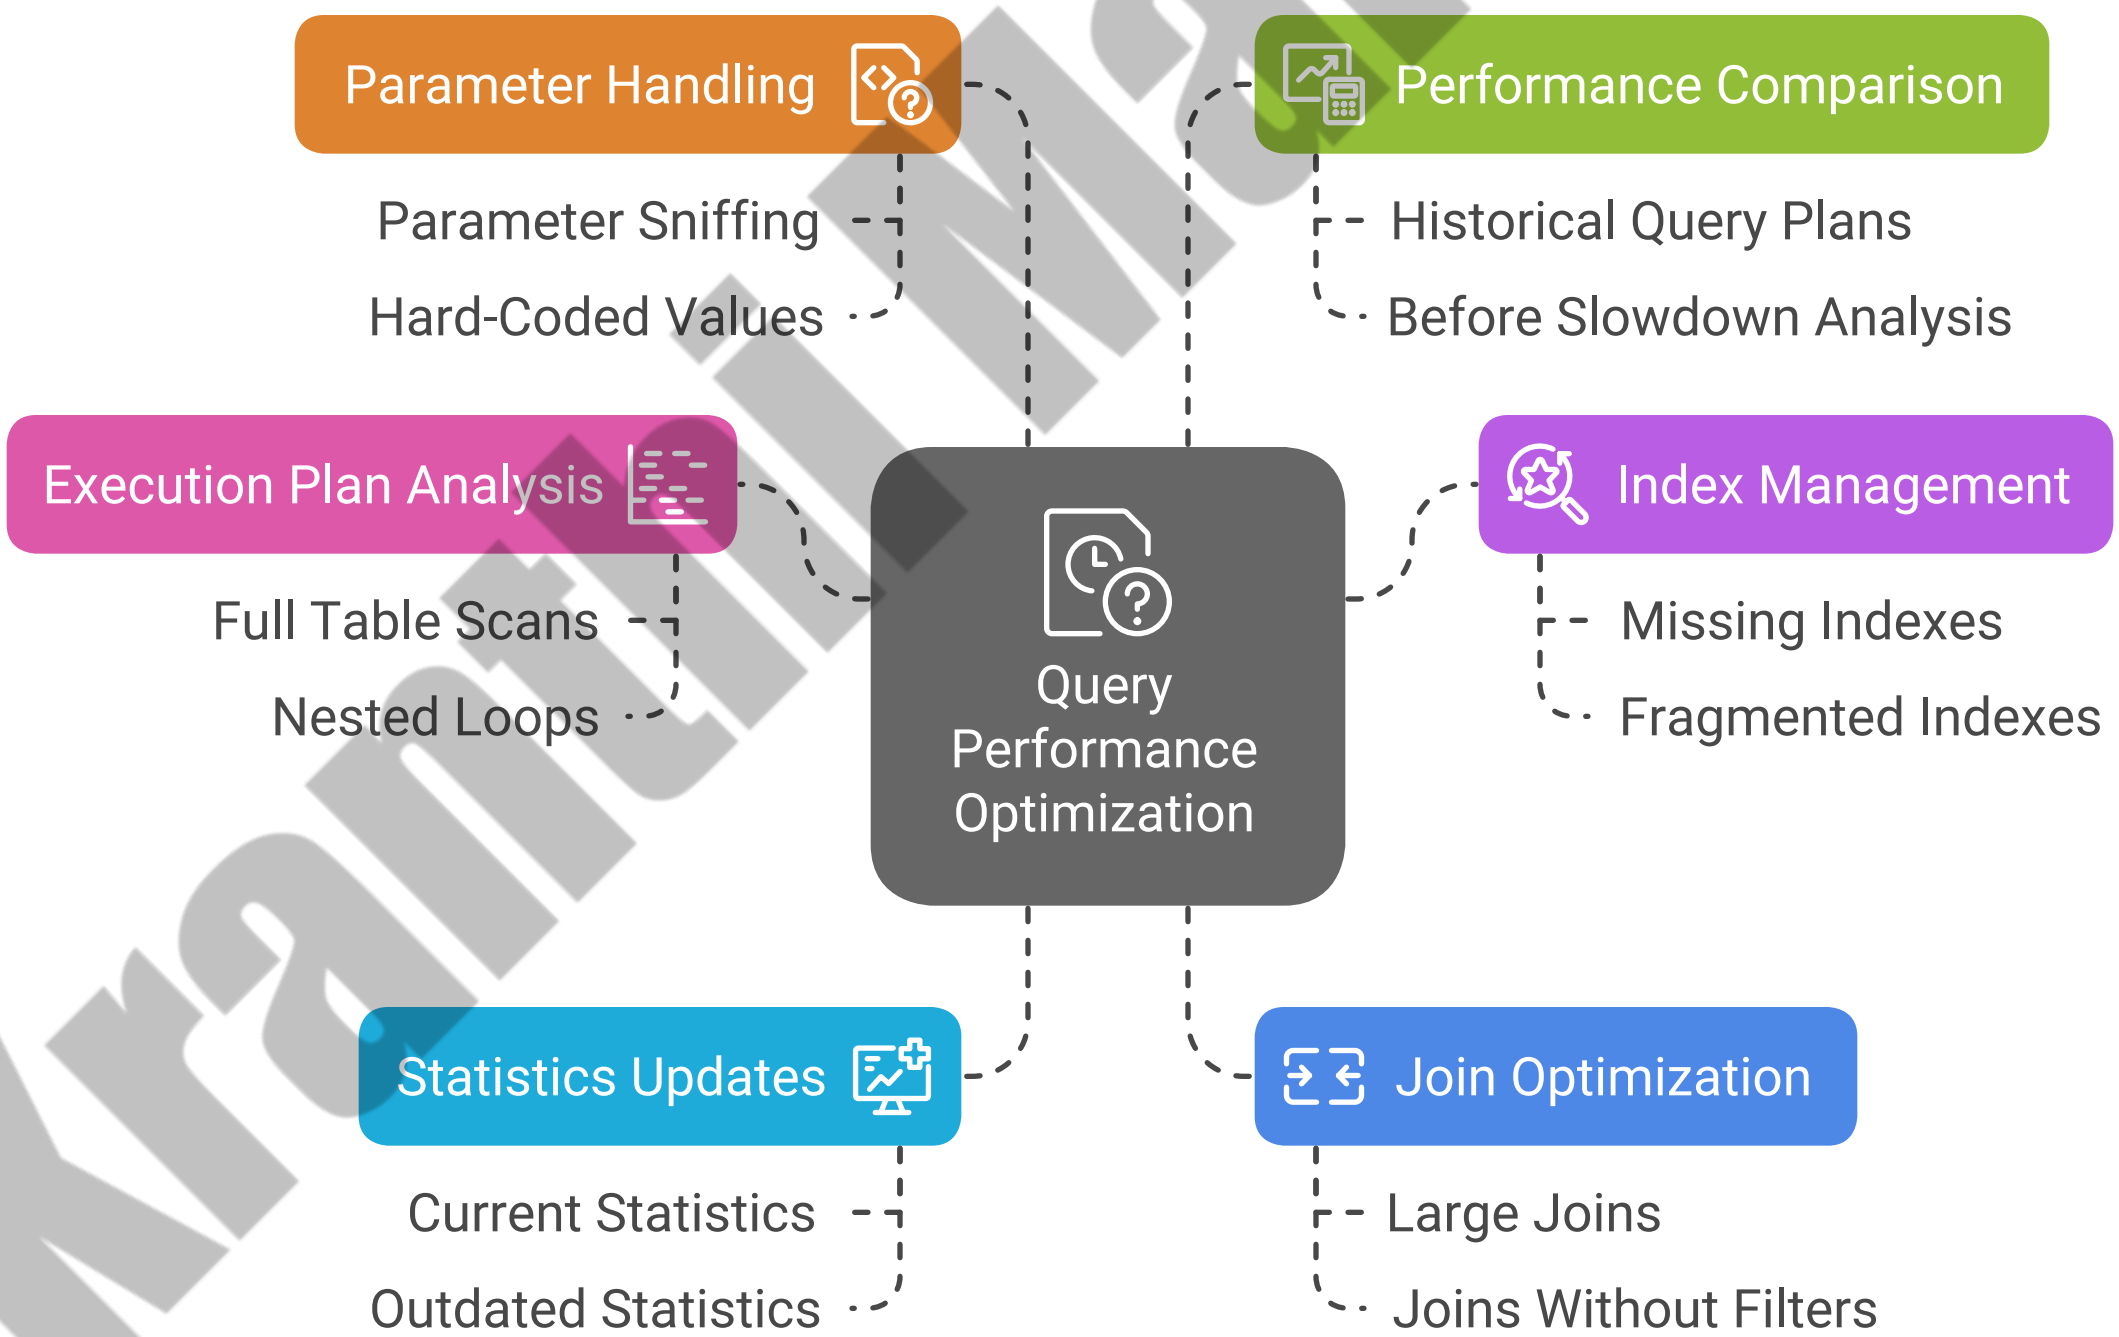 Parameter Handling
Parameter Sniffing
Hard-Coded Values
Performance Comparison
Historical Query Plans
Before Slowdown Analysis
Execution Plan Analysis
Full Table Scans
Nested Loops
Query
Performance
Optimization
Index Management
Missing Indexes
Fragmented Indexes
Statistics Updates
Current Statistics
Outdated Statistics
Join Optimization
Large Joins
Joins Without Filters
Kranthi